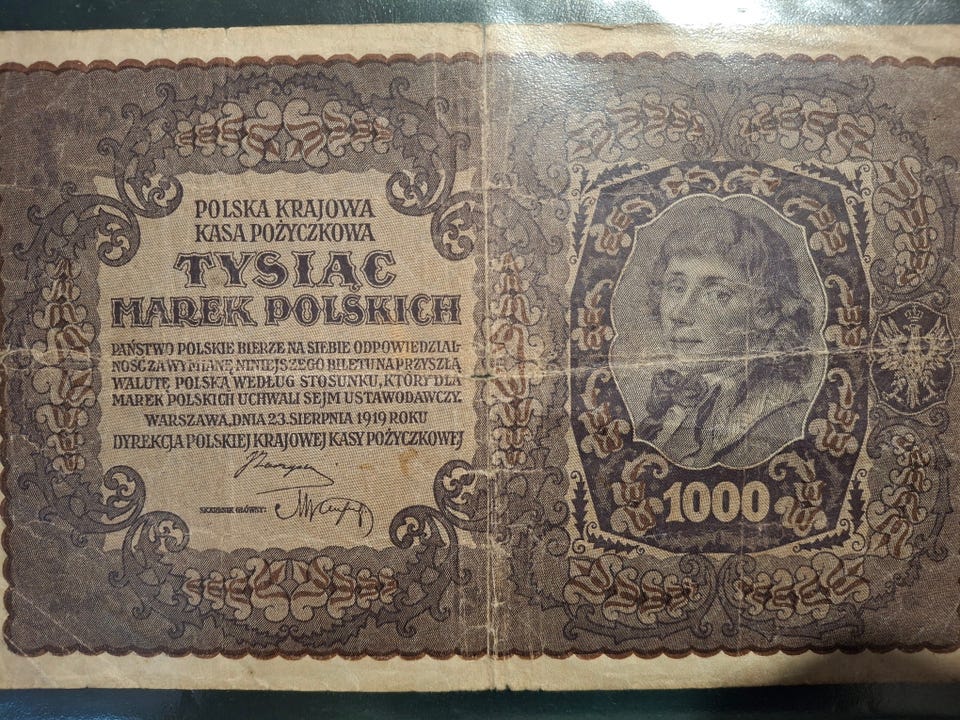 POLSKA KRAJOWA
KASA POŻYCZKOWA
TYSIĄC
MAREK POLSKICH
PAŃSTWO POLSKIE BIERZE NA SIEBIE ODPOWIEDZIAL-
NOŚĆ ZA WYMIANĘ NINIEJSZEGO BILETU NA PRZYSZŁĄ
WALUTĘ POLSKĄ WEDŁUG STOSUNKU, KTÓRY DLA
MAREK POLSKICH UCHWALI SEJM USTAWODAWCZY.
WARSZAWA, DNIA 23. SIERPNIA 1919 ROKU
DYREKCJA POLSKIEJ KRAJOWEJ KASY POŻYCZKOWEJ
SKARBNIK GŁÓWNY:
1000